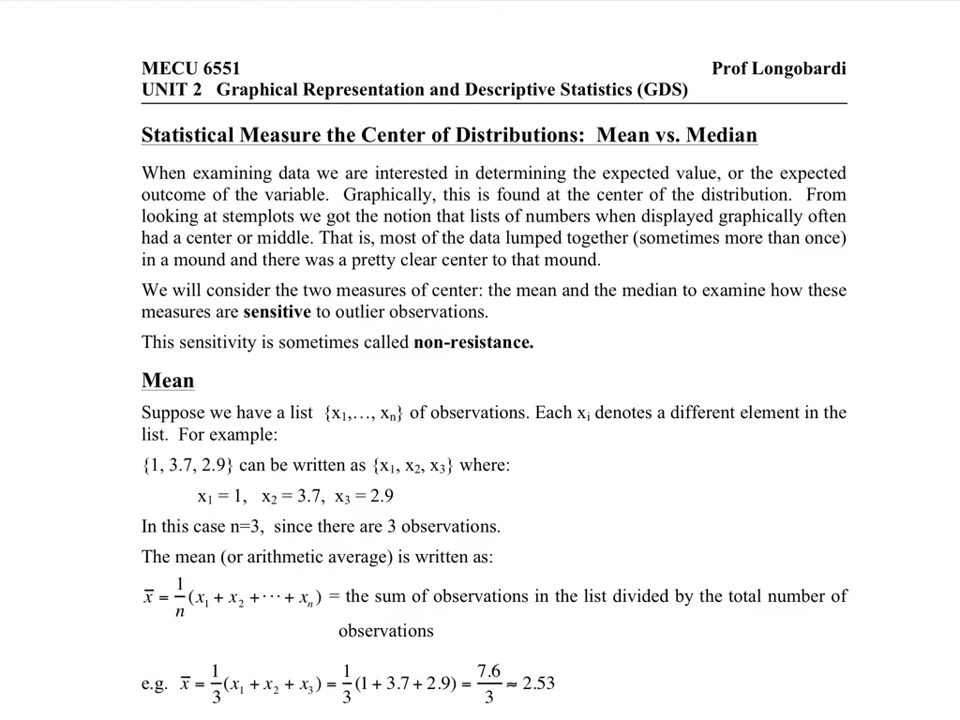 MECU 6551 Prof Longobardi
UNIT 2 Graphical Representation and Descriptive Statistics (GDS)
Statistical Measure the Center of Distributions: Mean vs. Median
When examining data we are interested in determining the expected value, or the expected
outcome of the variable. Graphically, this is found at the center of the distribution. From
looking at stemplots we got the notion that lists of numbers when displayed graphically often
had a center or middle. That is, most of the data lumped together (sometimes more than once)
in a mound and there was a pretty clear center to that mound.
We will consider the two measures of center: the mean and the median to examine how these
measures are sensitive to outlier observations.
This sensitivity is sometimes called non-resistance.
Mean
Suppose we have a list {x₁,…, xₙ} of observations. Each xᵢ denotes a different element in the
list. For example:
{1, 3.7, 2.9} can be written as {x₁, x₂, x₃} where:
x₁ = 1, x₂ = 3.7, x₃ = 2.9
In this case n=3, since there are 3 observations.
The mean (or arithmetic average) is written as:
x̅ = 1/n (x₁ + x₂ + ⋯ + xₙ) = the sum of observations in the list divided by the total number of
observations
e.g. x̅ = 1/3 (x₁ + x₂ + x₃) = 1/3 (1 + 3.7 + 2.9) = 7.6/3 ≈ 2.53